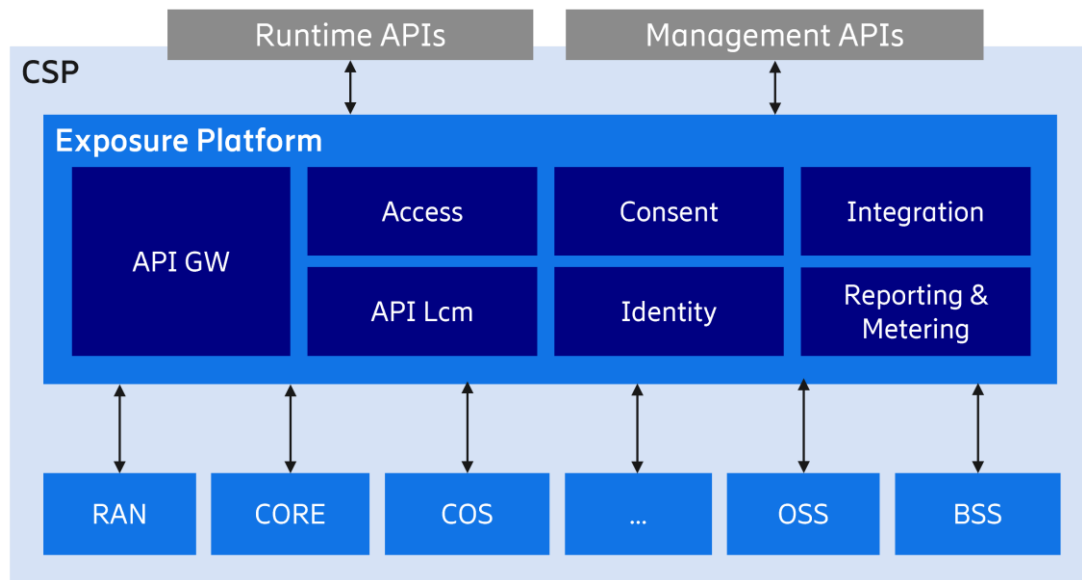 Runtime APIs
Management APIs
CSP
Exposure Platform
API GW
Access
Consent
Integration
API Lcm
Identity
Reporting &
Metering
RAN
CORE
COS
...
OSS
BSS